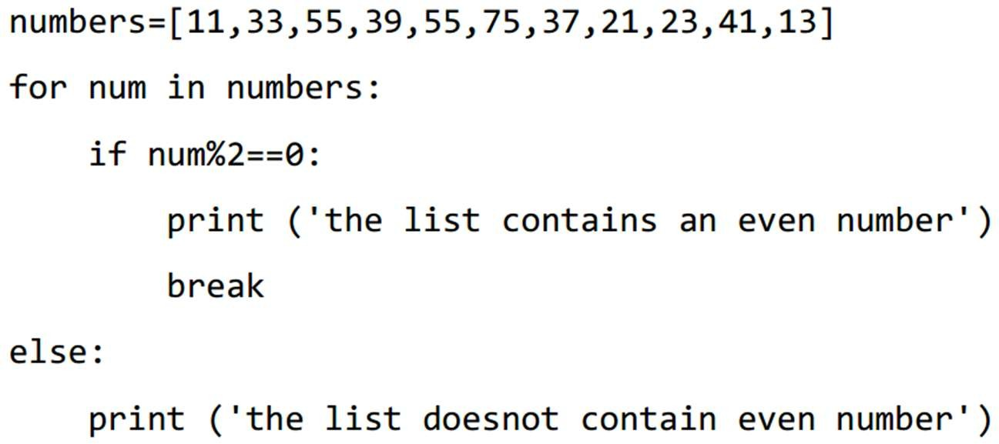 numbers=[11,33,55,39,55,75,37,21,23,41,13]
for num in numbers:
    if num%2==0:
        print ('the list contains an even number')
        break
else:
    print ('the list doesnot contain even number')